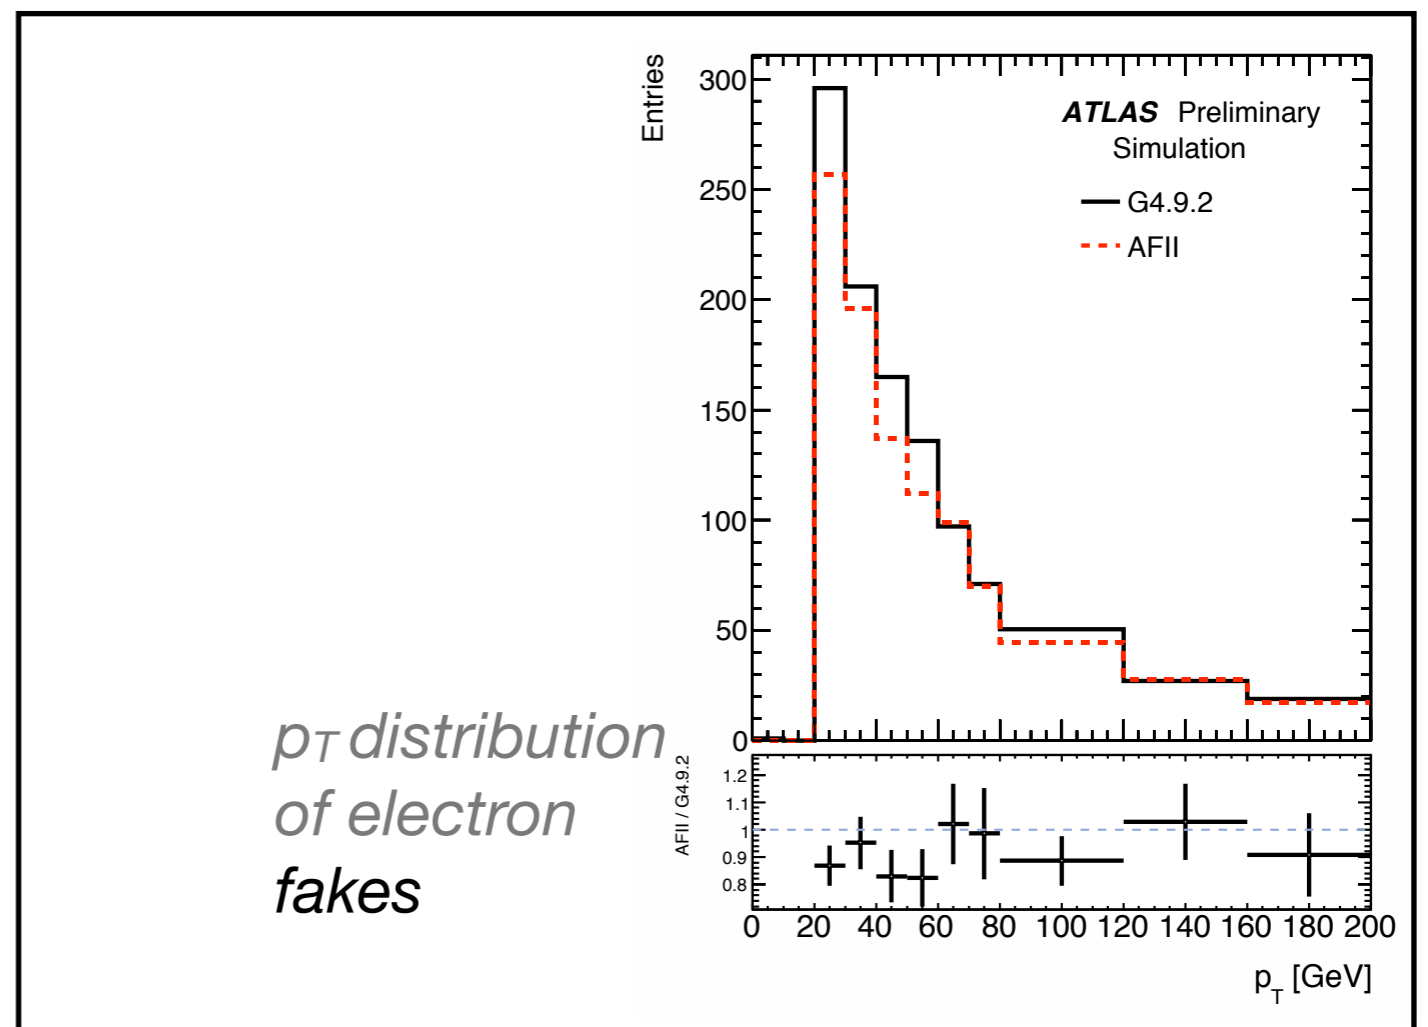 Entries
300
250
200
150
100
50
0
ATLAS Preliminary
Simulation
G4.9.2
AFII
pT distribution
of electron
fakes
AFII / G4.9.2
1.2
1.1
1
0.9
0.8
0 20 40 60 80 100 120 140 160 180 200
pT [GeV]